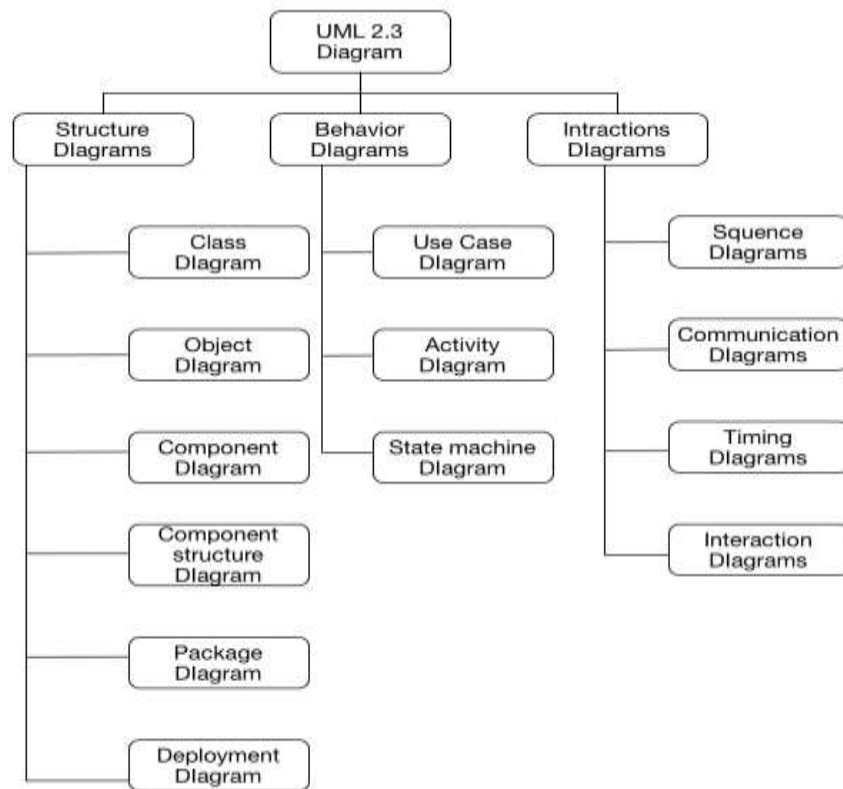 UML 2.3
Diagram
Structure
DIagrams
Behavior
DIagrams
Intractions
DIagrams
Class
DIagram
Object
DIagram
Component
DIagram
Component
structure
DIagram
Package
DIagram
Deployment
DIagram
Use Case
DIagram
Activity
DIagram
State machine
DIagram
Squence
DIagrams
Communication
DIagrams
Timing
DIagrams
Interaction
DIagrams